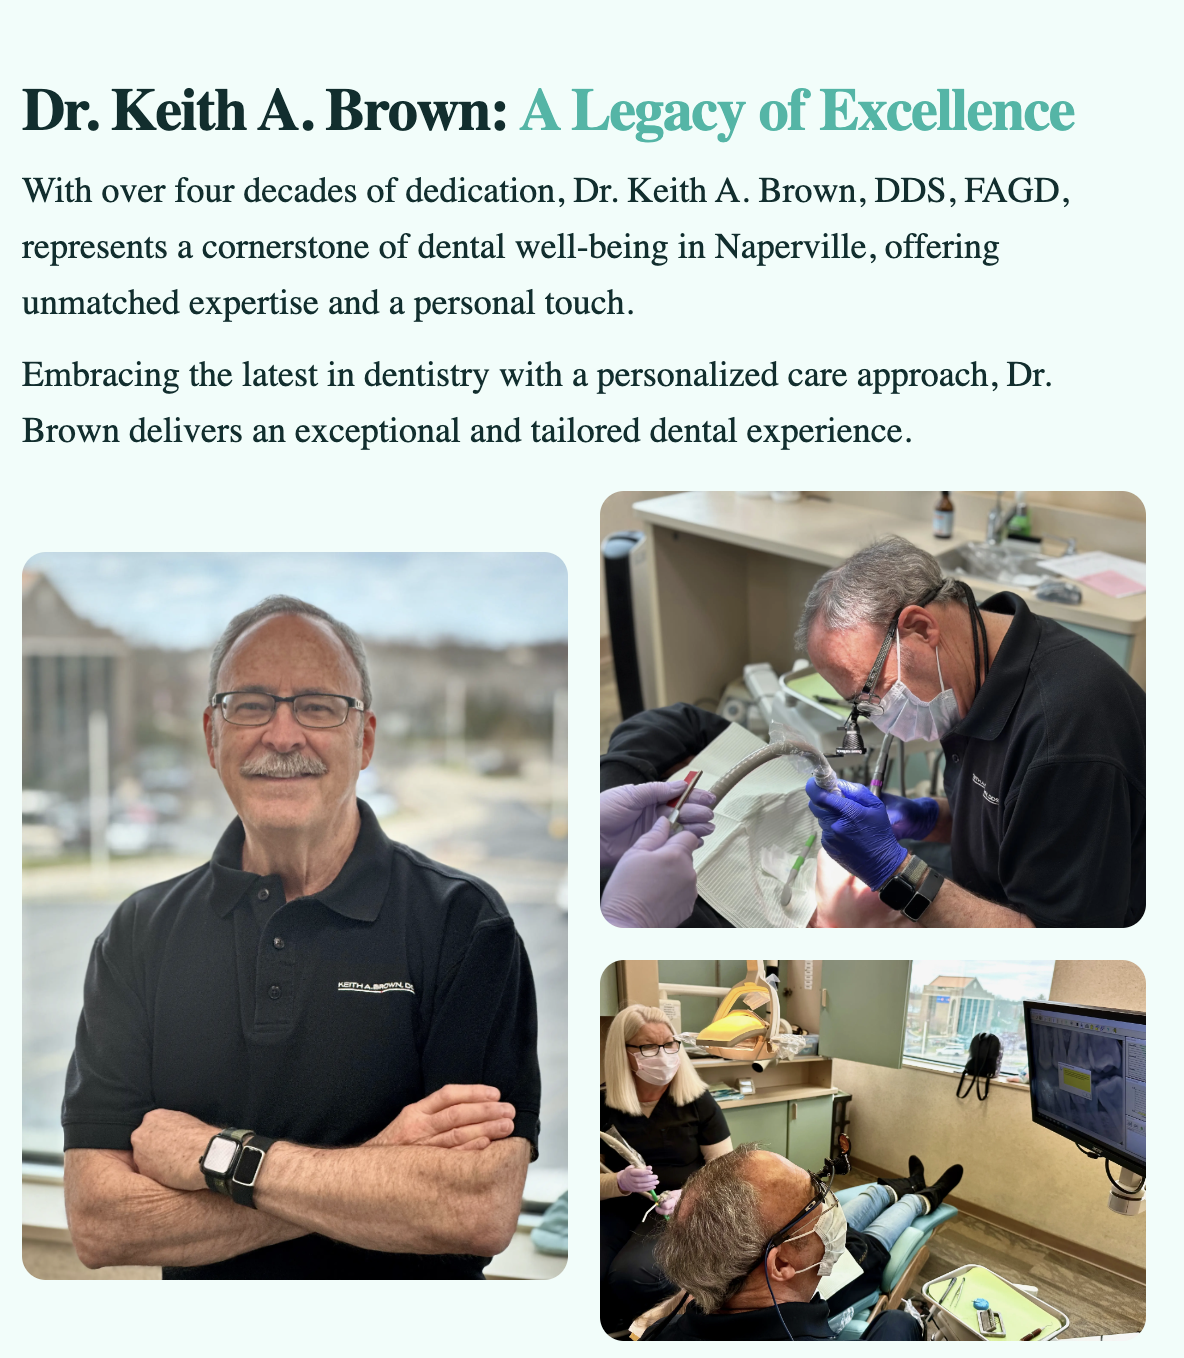 Dr. Keith A. Brown: A Legacy of Excellence
With over four decades of dedication, Dr. Keith A. Brown, DDS, FAGD,
represents a cornerstone of dental well-being in Naperville, offering
unmatched expertise and a personal touch.
Embracing the latest in dentistry with a personalized care approach, Dr.
Brown delivers an exceptional and tailored dental experience.
KEITH A. BROWN, D